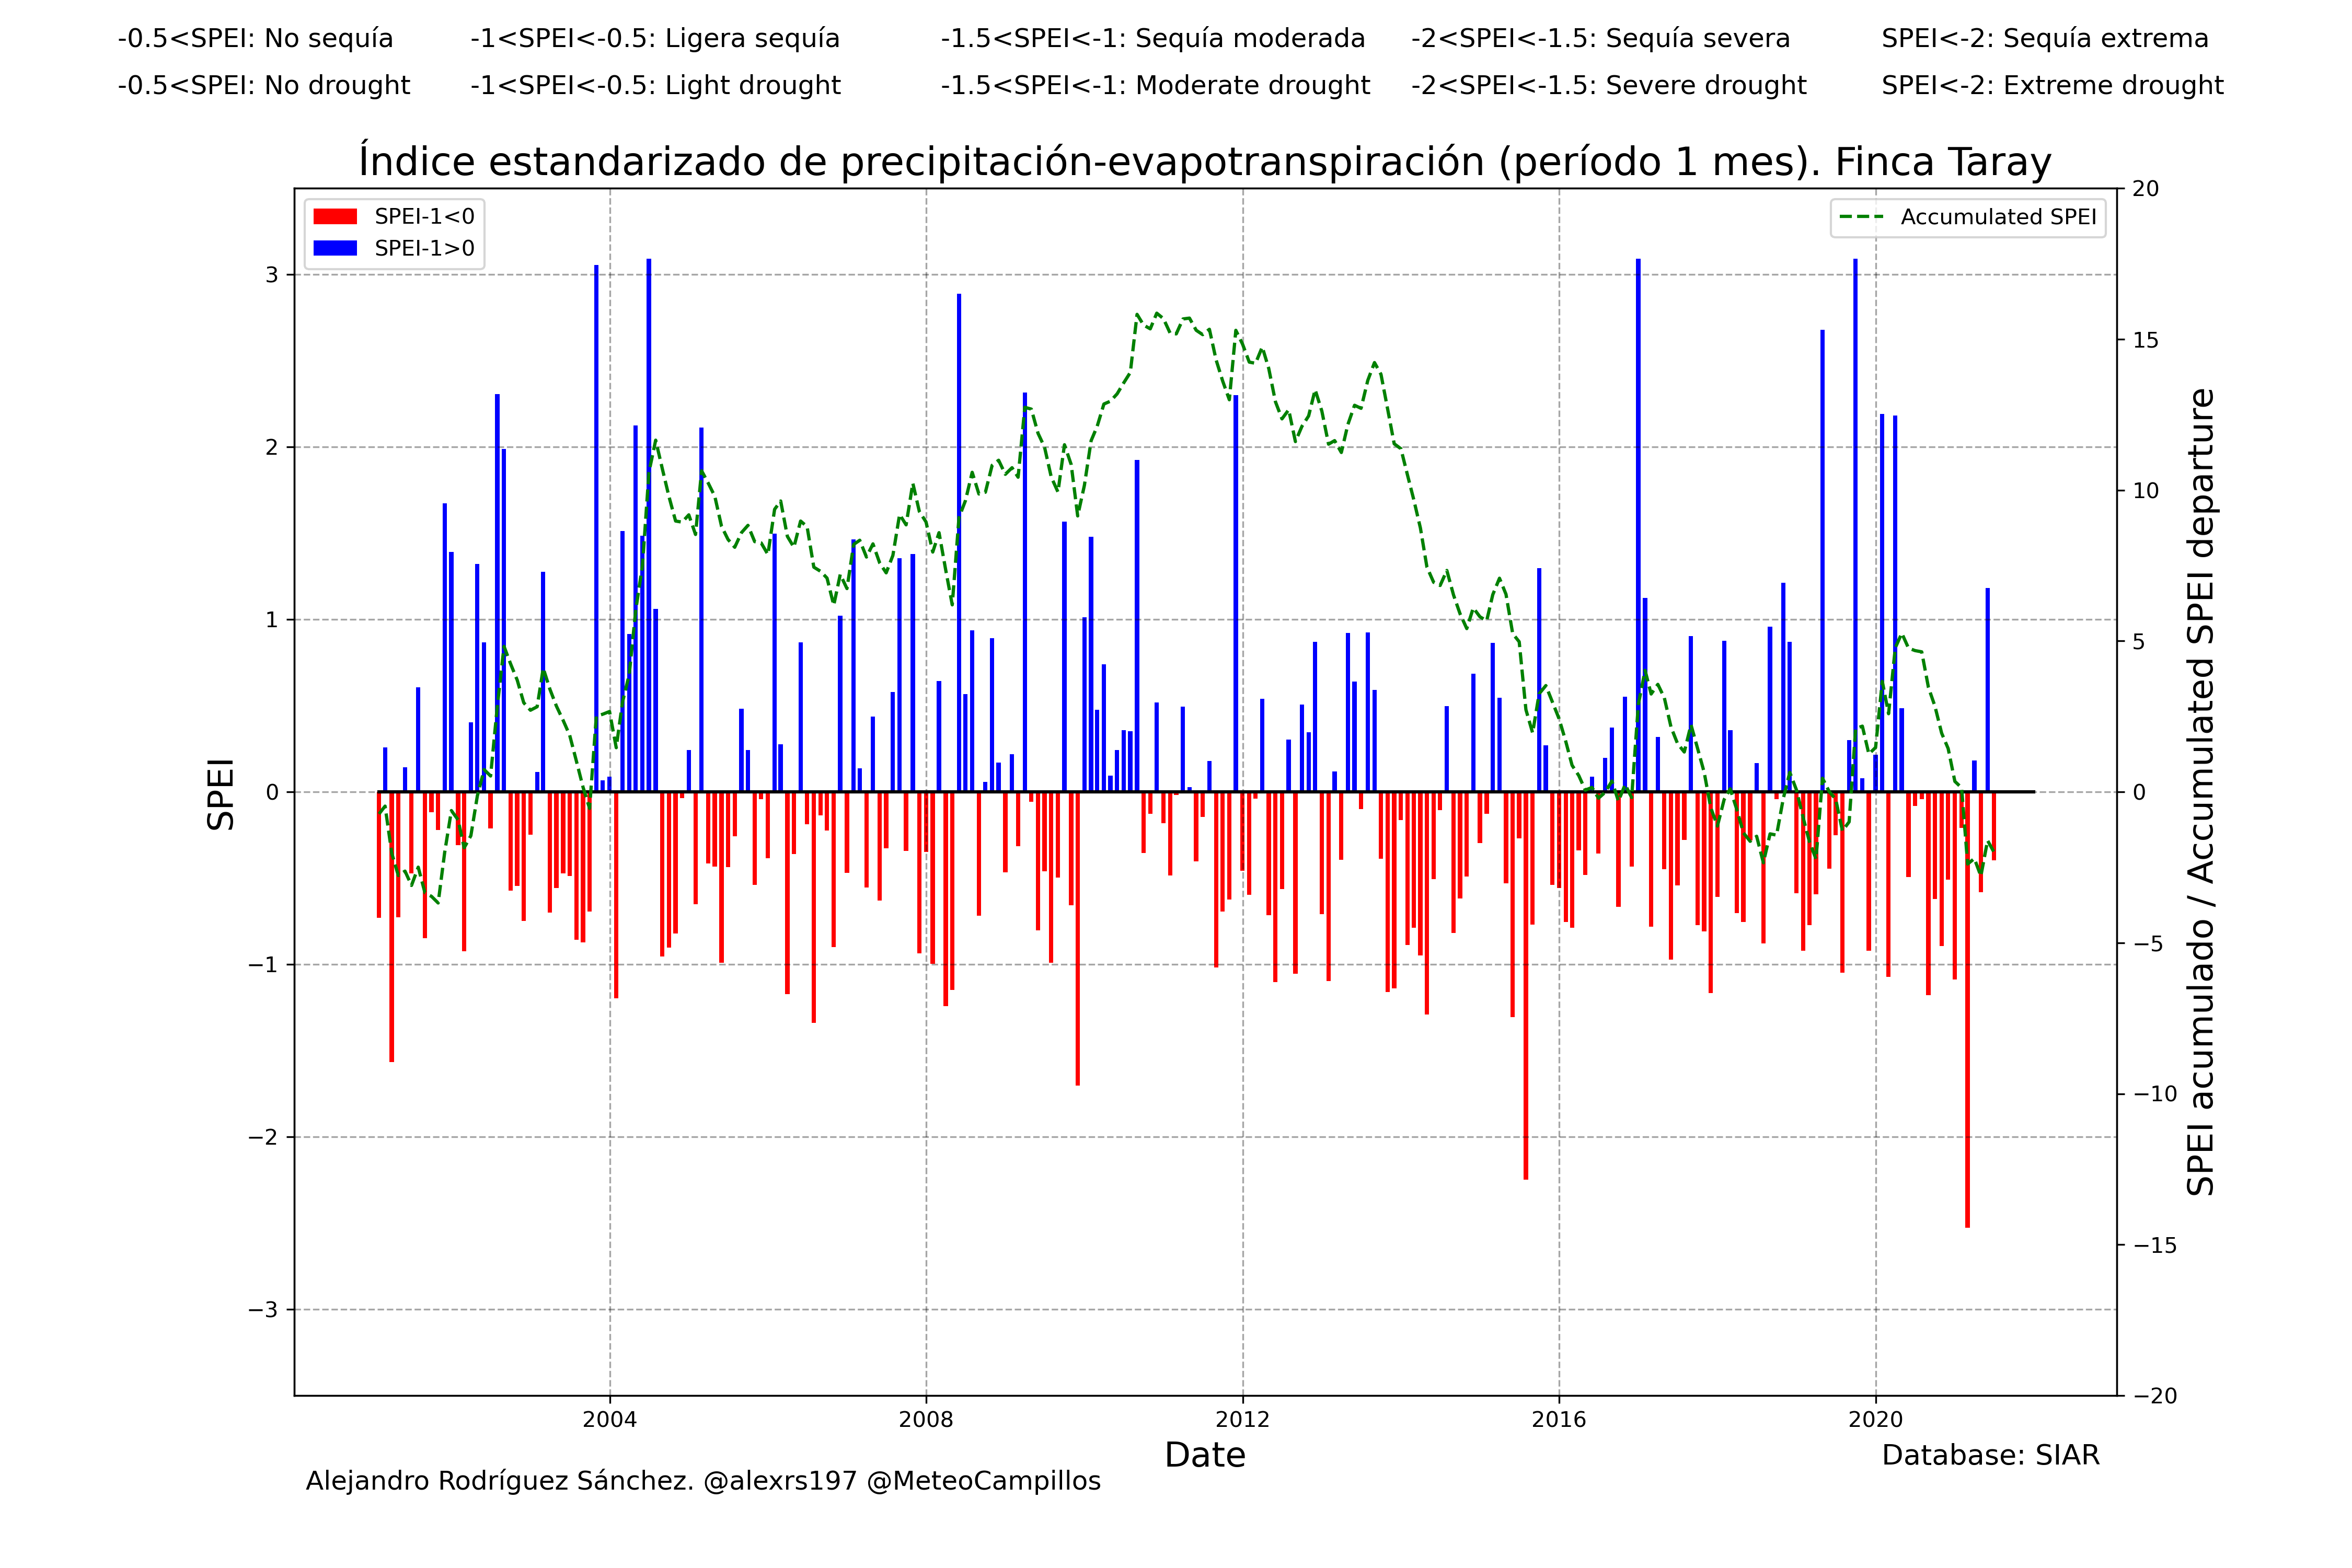 -0.5<SPEI: No sequía -1<SPEI<-0.5: Ligera sequía -1.5<SPEI<-1: Sequía moderada -2<SPEI<-1.5: Sequía severa SPEI<-2: Sequía extrema
-0.5<SPEI: No drought -1<SPEI<-0.5: Light drought -1.5<SPEI<-1: Moderate drought -2<SPEI<-1.5: Severe drought SPEI<-2: Extreme drought
Índice estandarizado de precipitación-evapotranspiración (período 1 mes). Finca Taray
SPEI-1<0
SPEI-1>0
Accumulated SPEI
SPEI
3
2
1
0
−1
−2
−3
20
15
10
5
0
−5
−10
−15
−20
SPEI acumulado / Accumulated SPEI departure
2004 2008 2012 2016 2020
Date
Database: SIAR
Alejandro Rodríguez Sánchez. @alexrs197 @MeteoCampillos